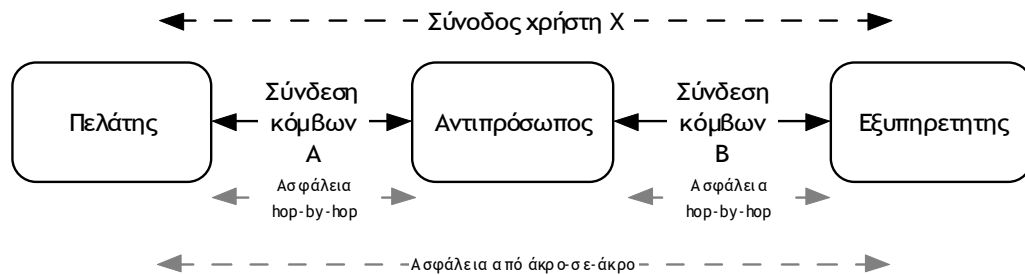 Σύνοδος χρήστη X
Πελάτης
Σύνδεση
κόμβων
A
Αντιπρόσωπος
Σύνδεση
κόμβων
B
Εξυπηρετητης
Ασφάλεια
hop-by-hop
Ασφάλεια
hop-by-hop
Ασφάλεια από άκρο-σε-άκρο